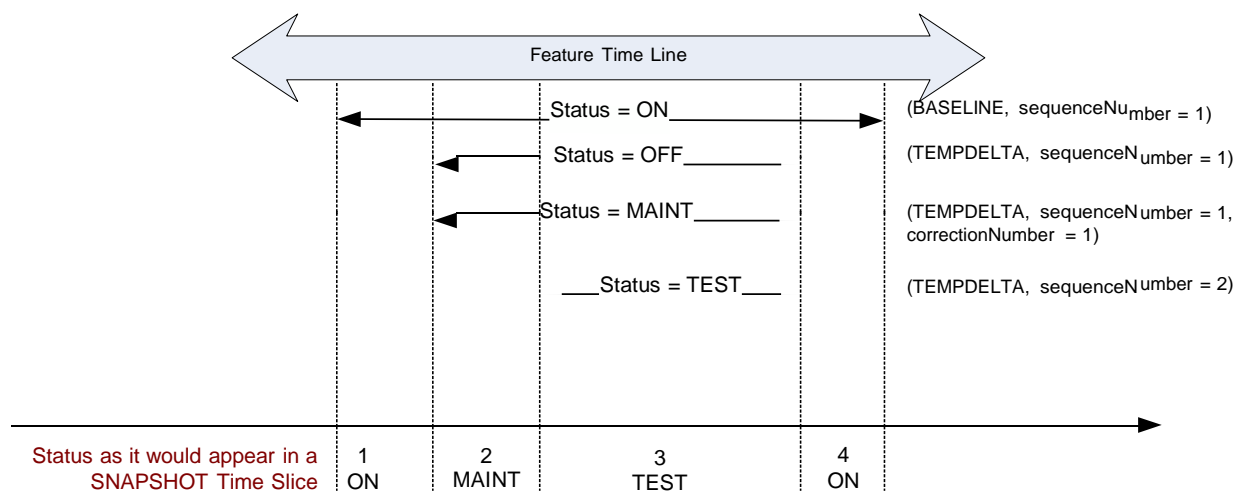 Feature Time Line
Status = ON
(BASELINE, sequenceNumber = 1)
Status = OFF
(TEMPDELTA, sequenceNumber = 1)
Status = MAINT
(TEMPDELTA, sequenceNumber = 1,
correctionNumber = 1)
Status = TEST
(TEMPDELTA, sequenceNumber = 2)
Status as it would appear in a
SNAPSHOT Time Slice
1
ON
2
MAINT
3
TEST
4
ON